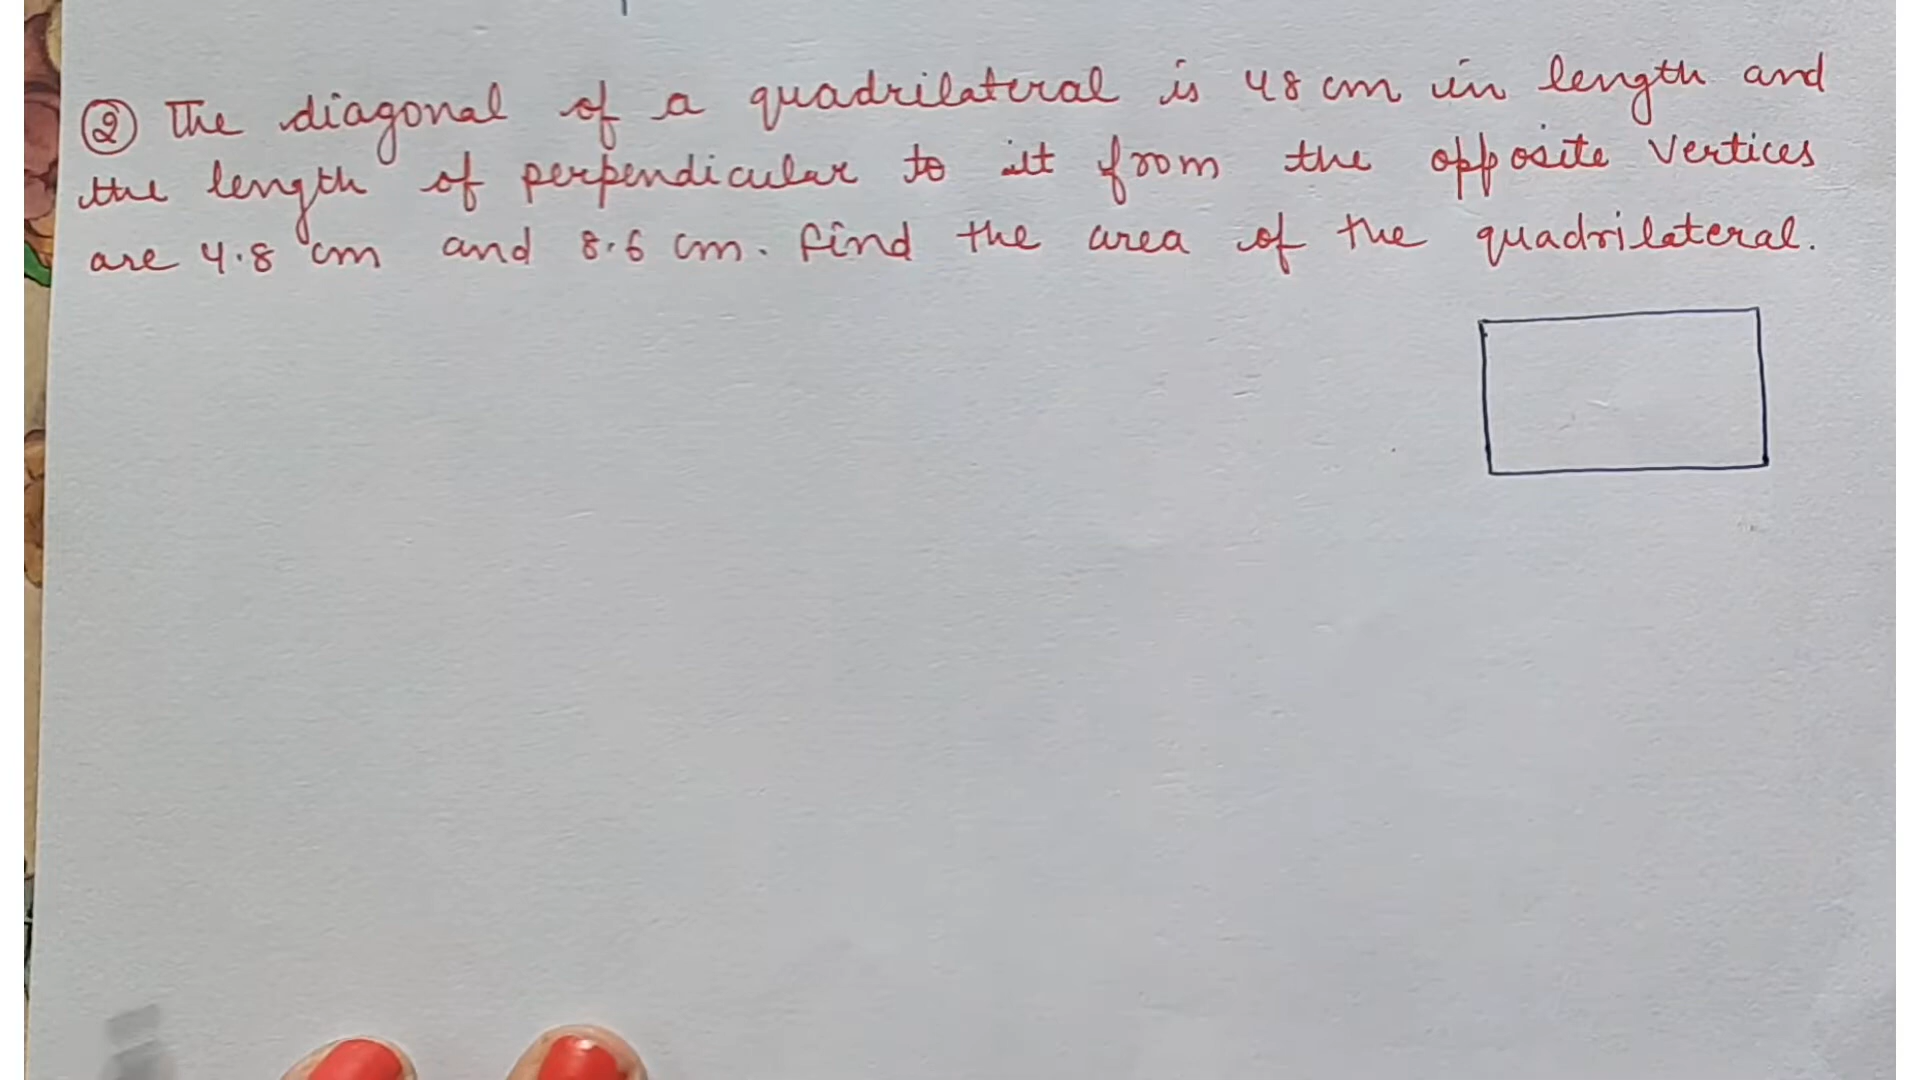 ② The diagonal of a quadrilateral is 48 cm in length and
the length of perpendicular to it from the opposite vertices
are 4.8 cm and 8.6 cm. find the area of the quadrilateral.